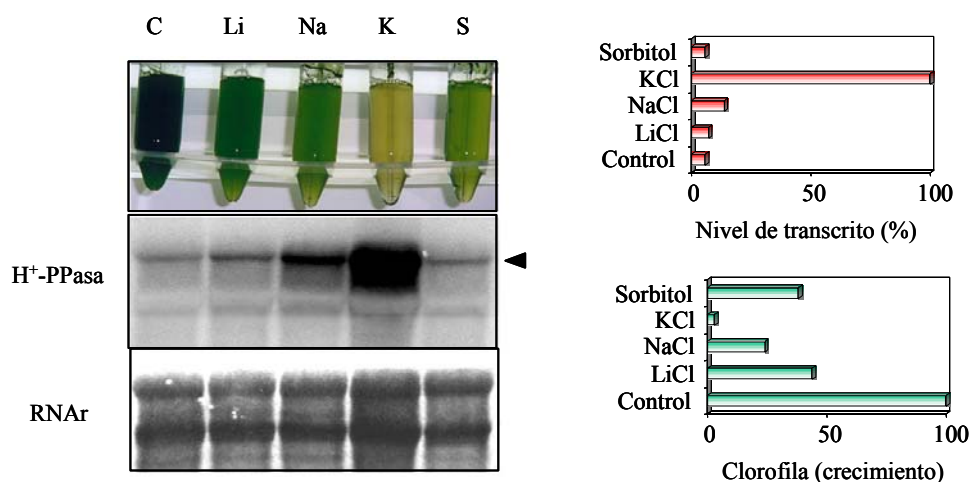 C Li Na K S
H⁺-PPasa
RNAr
Sorbitol
KCl
NaCl
LiCl
Control
0 50 100
Nivel de transcrito (%)
Sorbitol
KCl
NaCl
LiCl
Control
0 50 100
Clorofila (crecimiento)